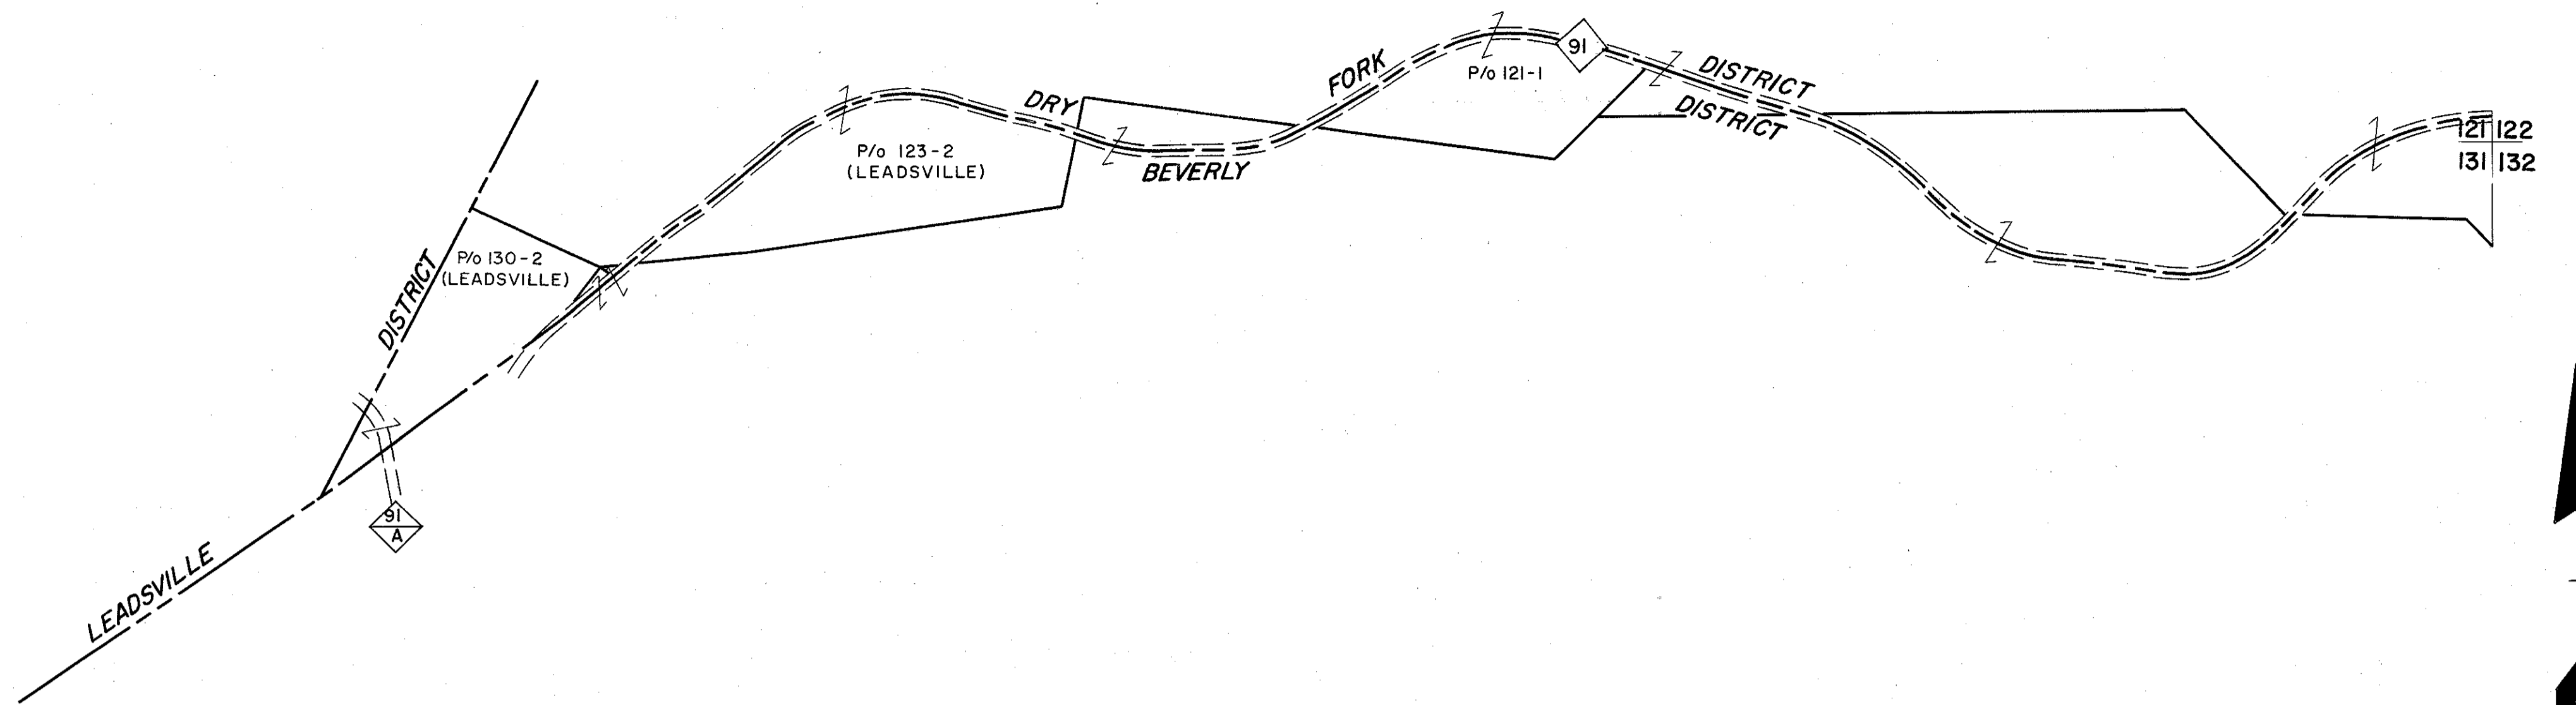 DRY FORK DISTRICT
91
P/o 121-1
BEVERLY DISTRICT
P/o 123-2
(LEADSVILLE)
121 122
131 132
P/o 130-2
(LEADSVILLE)
LEADSVILLE DISTRICT
91
A